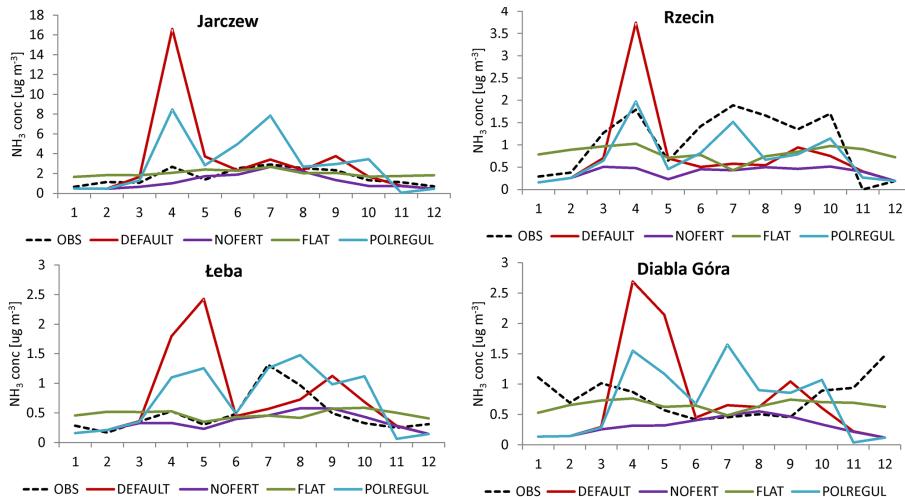 Jarczew
NH3 conc [ug m-3]
18
16
14
12
10
8
6
4
2
0
1 2 3 4 5 6 7 8 9 10 11 12
OBS DEFAULT NOFERT FLAT POLREGUL
Rzecin
NH3 conc [ug m-3]
4
3.5
3
2.5
2
1.5
1
0.5
0
1 2 3 4 5 6 7 8 9 10 11 12
OBS DEFAULT NOFERT FLAT POLREGUL
Łeba
NH3 conc [ug m-3]
3
2.5
2
1.5
1
0.5
0
1 2 3 4 5 6 7 8 9 10 11 12
OBS DEFAULT NOFERT FLAT POLREGUL
Diabla Góra
NH3 conc [ug m-3]
3
2.5
2
1.5
1
0.5
0
1 2 3 4 5 6 7 8 9 10 11 12
OBS DEFAULT NOFERT FLAT POLREGUL